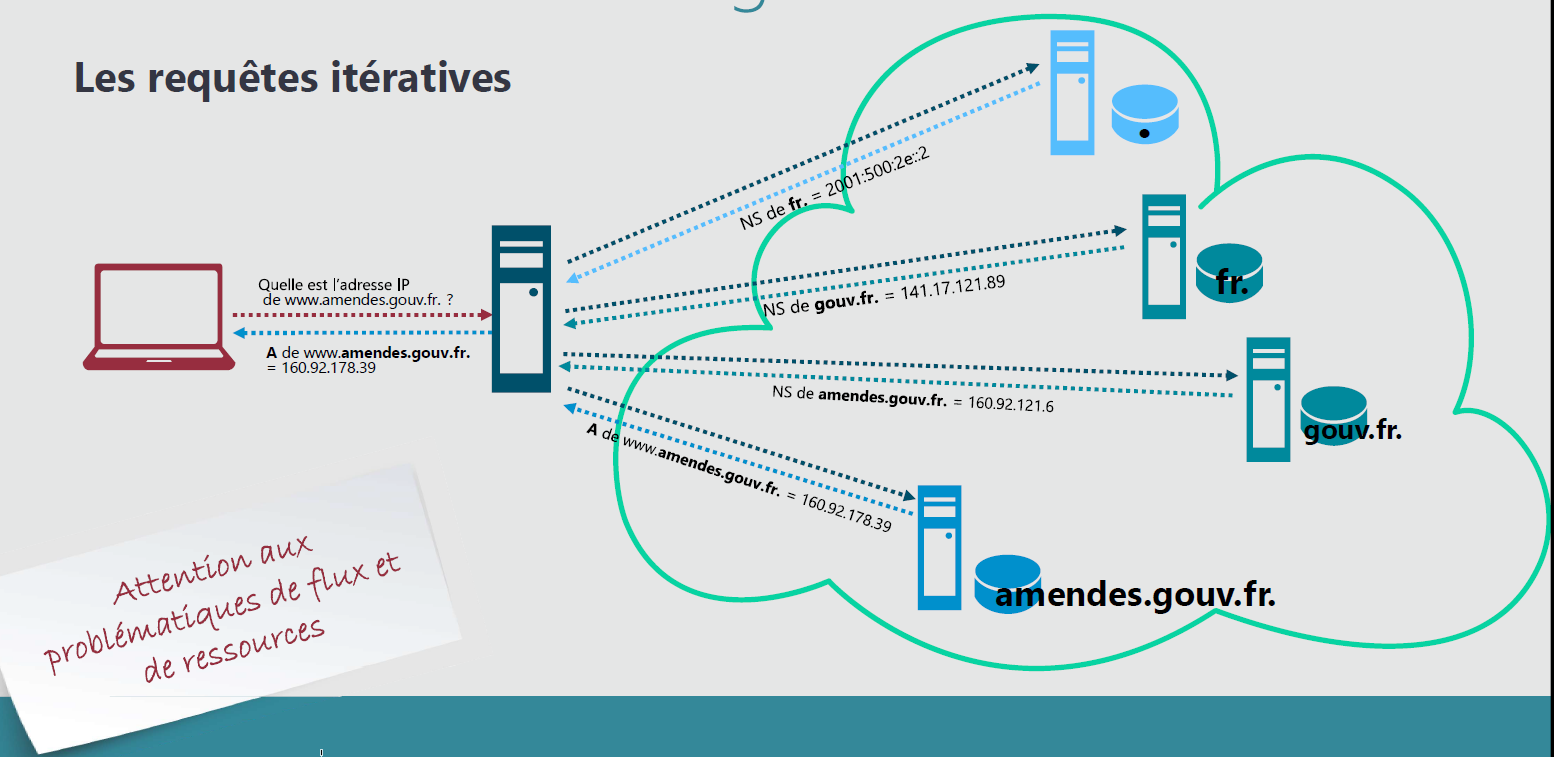 Les requêtes itératives
NS de fr. = 2001:500:2e::2
fr.
Quelle est l'adresse IP
de www.amendes.gouv.fr. ?
NS de gouv.fr. = 141.17.121.89
A de www.amendes.gouv.fr.
= 160.92.178.39
NS de amendes.gouv.fr. = 160.92.121.6
gouv.fr.
A de www.amendes.gouv.fr. = 160.92.178.39
amendes.gouv.fr.
Attention aux
problématiques de flux et
de ressources